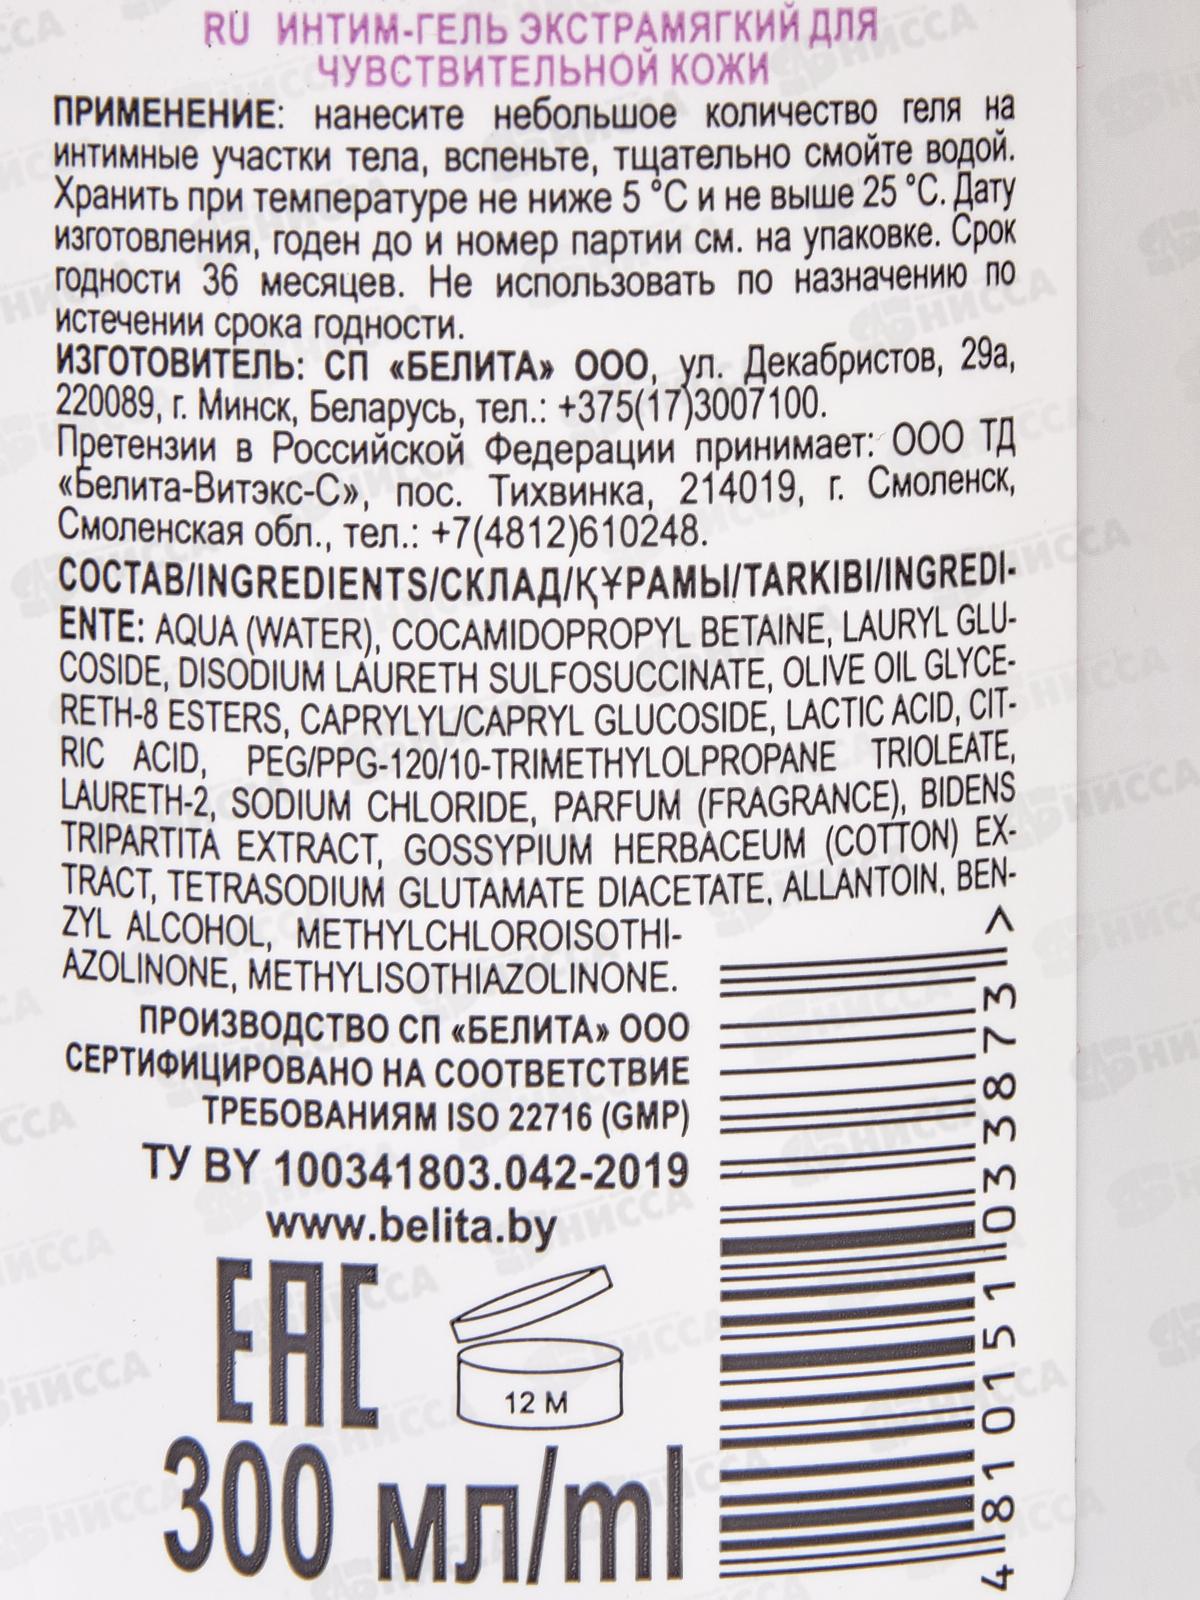 RU ИНТИМ-ГЕЛЬ ЭКСТРАМЯГКИЙ ДЛЯ
ЧУВСТВИТЕЛЬНОЙ КОЖИ
ПРИМЕНЕНИЕ: нанесите небольшое количество геля на
интимные участки тела, вспеньте, тщательно смойте водой.
Хранить при температуре не ниже 5 °С и не выше 25 °С. Дату
изготовления, годен до и номер партии см. на упаковке. Срок
годности 36 месяцев. Не использовать по назначению по
истечении срока годности.
ИЗГОТОВИТЕЛЬ: СП «БЕЛИТА» ООО, ул. Декабристов, 29а,
220089, г. Минск, Беларусь, тел.: +375(17)3007100.
Претензии в Российской Федерации принимает: ООО ТД
«Белита-Витэкс-С», пос. Тихвинка, 214019, г. Смоленск,
Смоленская обл., тел.: +7(4812)610248.
СОСТАВ/INGREDIENTS/СКЛАД/ҚҰРАМЫ/TARKIBI/INGREDI-
ENTE: AQUA (WATER), COCAMIDOPROPYL BETAINE, LAURYL GLU-
COSIDE, DISODIUM LAURETH SULFOSUCCINATE, OLIVE OIL GLYCE-
RETH-8 ESTERS, CAPRYLYL/CAPRYL GLUCOSIDE, LACTIC ACID, CIT-
RIC ACID, PEG/PPG-120/10-TRIMETHYLOLPROPANE TRIOLEATE,
LAURETH-2, SODIUM CHLORIDE, PARFUM (FRAGRANCE), BIDENS
TRIPARTITA EXTRACT, GOSSYPIUM HERBACEUM (COTTON) EX-
TRACT, TETRASODIUM GLUTAMATE DIACETATE, ALLANTOIN, BEN-
ZYL ALCOHOL, METHYLCHLOROISOTHI-
AZOLINONE, METHYLISOTHIAZOLINONE.
ПРОИЗВОДСТВО СП «БЕЛИТА» ООО
СЕРТИФИЦИРОВАНО НА СООТВЕТСТВИЕ
ТРЕБОВАНИЯМ ISO 22716 (GMP)
ТУ BY 100341803.042-2019
www.belita.by
ЕАС
12 M
300 мл/ml
4 810151 033873 >